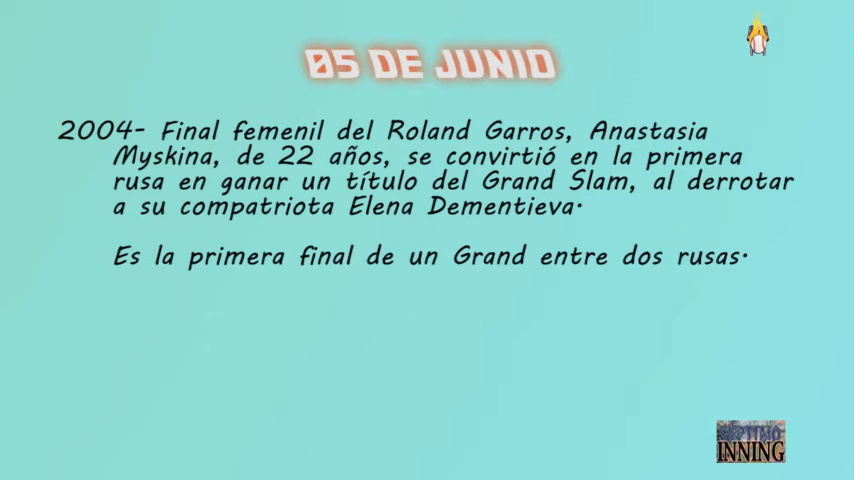 05 DE JUNIO
2004- Final femenil del Roland Garros, Anastasia
Myskina, de 22 años, se convirtió en la primera
rusa en ganar un título del Grand Slam, al derrotar
a su compatriota Elena Dementieva.
Es la primera final de un Grand entre dos rusas.
SÉPTIMO
INNING